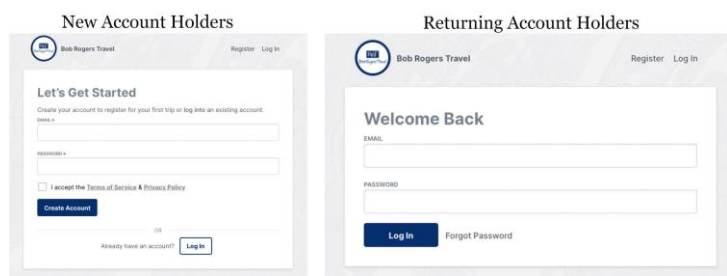 New Account Holders
Bob Rogers Travel
Register Log In
Let's Get Started
Create your account to register for your first trip or log into an existing account.
EMAIL *
PASSWORD *
I accept the Terms of Service & Privacy Policy
Create Account
OR
Already have an account? Log In
Returning Account Holders
Bob Rogers Travel
Register Log In
Welcome Back
EMAIL
PASSWORD
Log In Forgot Password